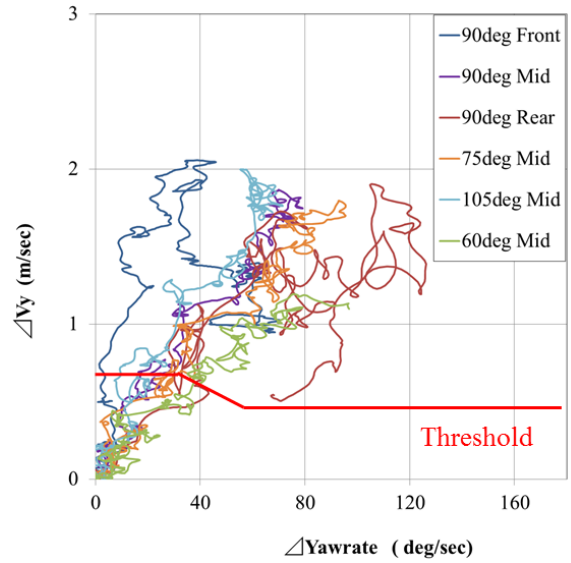 3
2
1
0
⊿Vy (m/sec)
90deg Front
90deg Mid
90deg Rear
75deg Mid
105deg Mid
60deg Mid
Threshold
0 40 80 120 160
⊿Yawrate ( deg/sec)